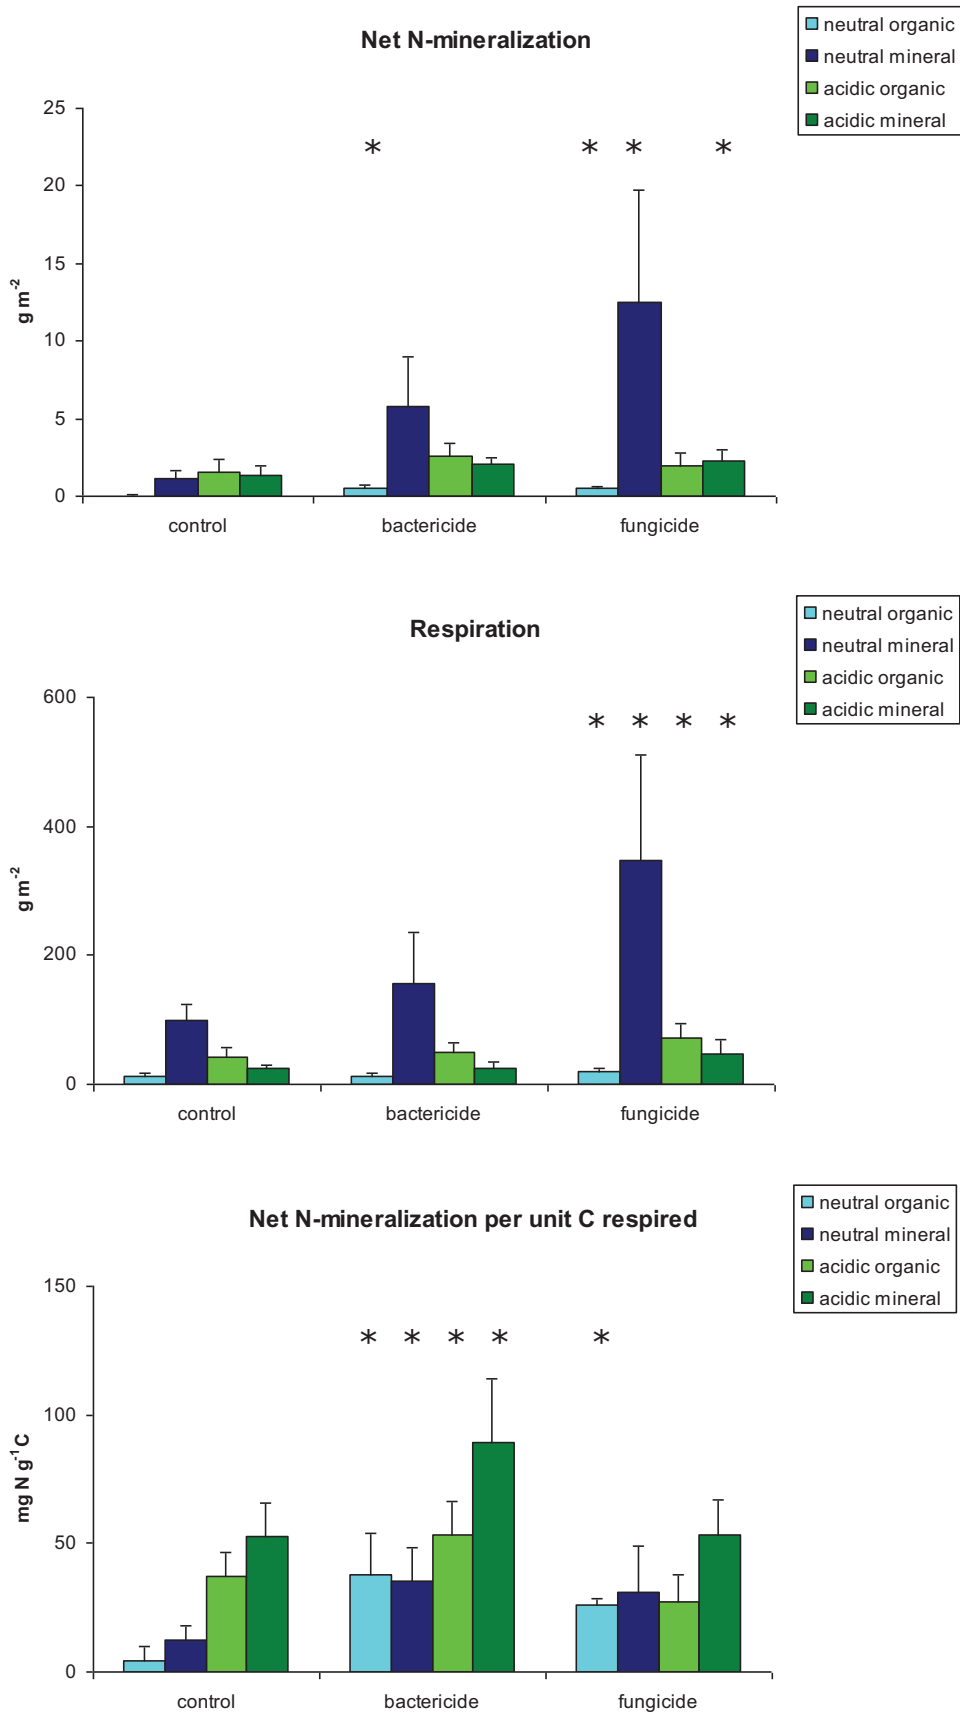 Net N-mineralization
neutral organic
neutral mineral
acidic organic
acidic mineral
25
20
15
10
5
0
g m-2
* * * *
control bactericide fungicide
Respiration
neutral organic
neutral mineral
acidic organic
acidic mineral
600
400
200
0
g m-2
* * * *
control bactericide fungicide
Net N-mineralization per unit C respired
neutral organic
neutral mineral
acidic organic
acidic mineral
150
100
50
0
mg N g-1 C
* * * * *
control bactericide fungicide